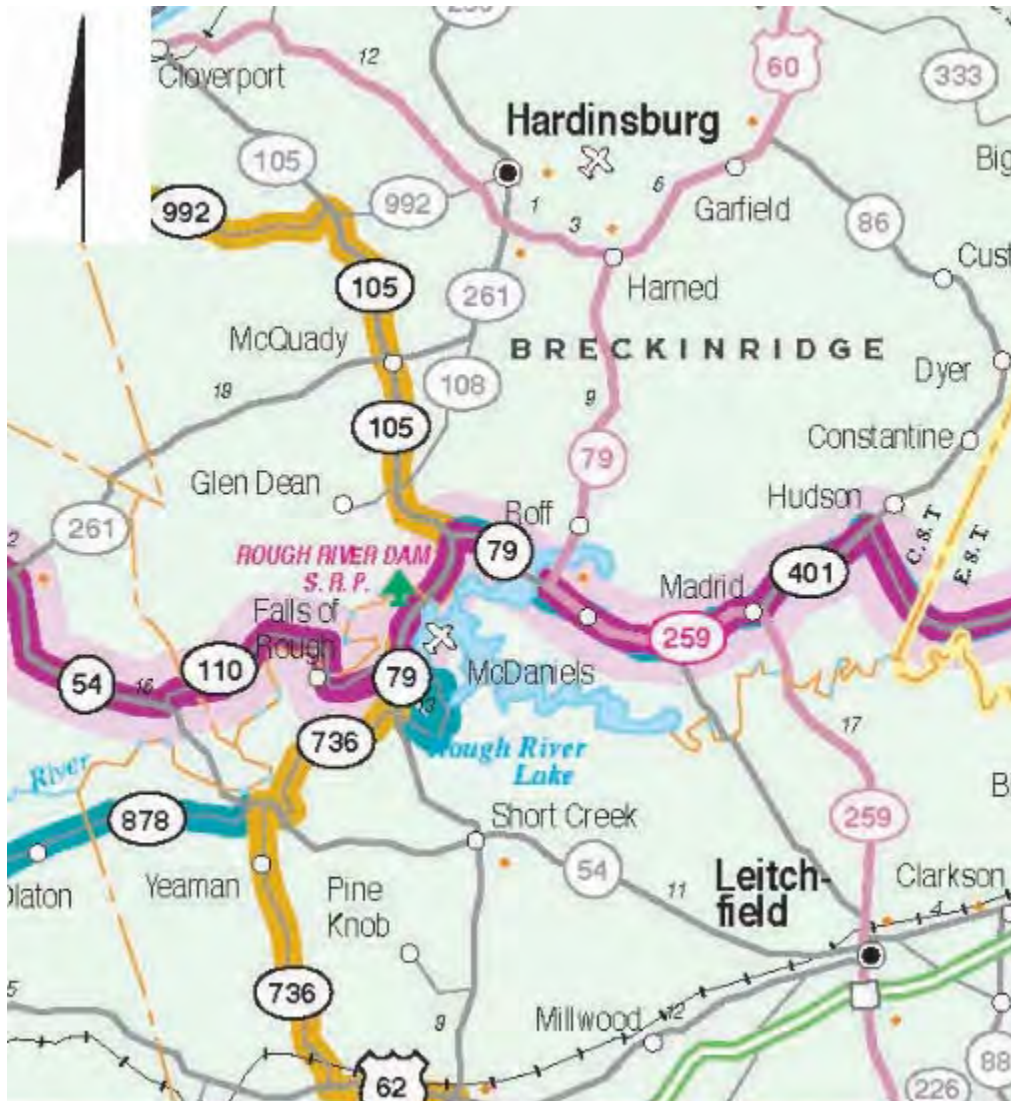 60
333
12
Cloverport
Hardinsburg
105
Big
992
992
6
Garfield
86
1
3
Cust
105
261
Harned
McQuady
BRECKINRIDGE
108
Dyer
19
9
105
Constantine
79
Glen Dean
Hudson
261
Roff
C.S.T
E.S.T.
2
79
ROUGH RIVER DAM
S. R. P.
Madrid
401
Falls of
Rough
259
110
79
McDaniels
54
16
13
736
17
River
Rough River
Lake
878
Short Creek
259
B
54
Olaton
Yeaman
Pine
Knob
11
Leitch-
field
Clarkson
4
736
5
9
Millwood
12
88
62
226